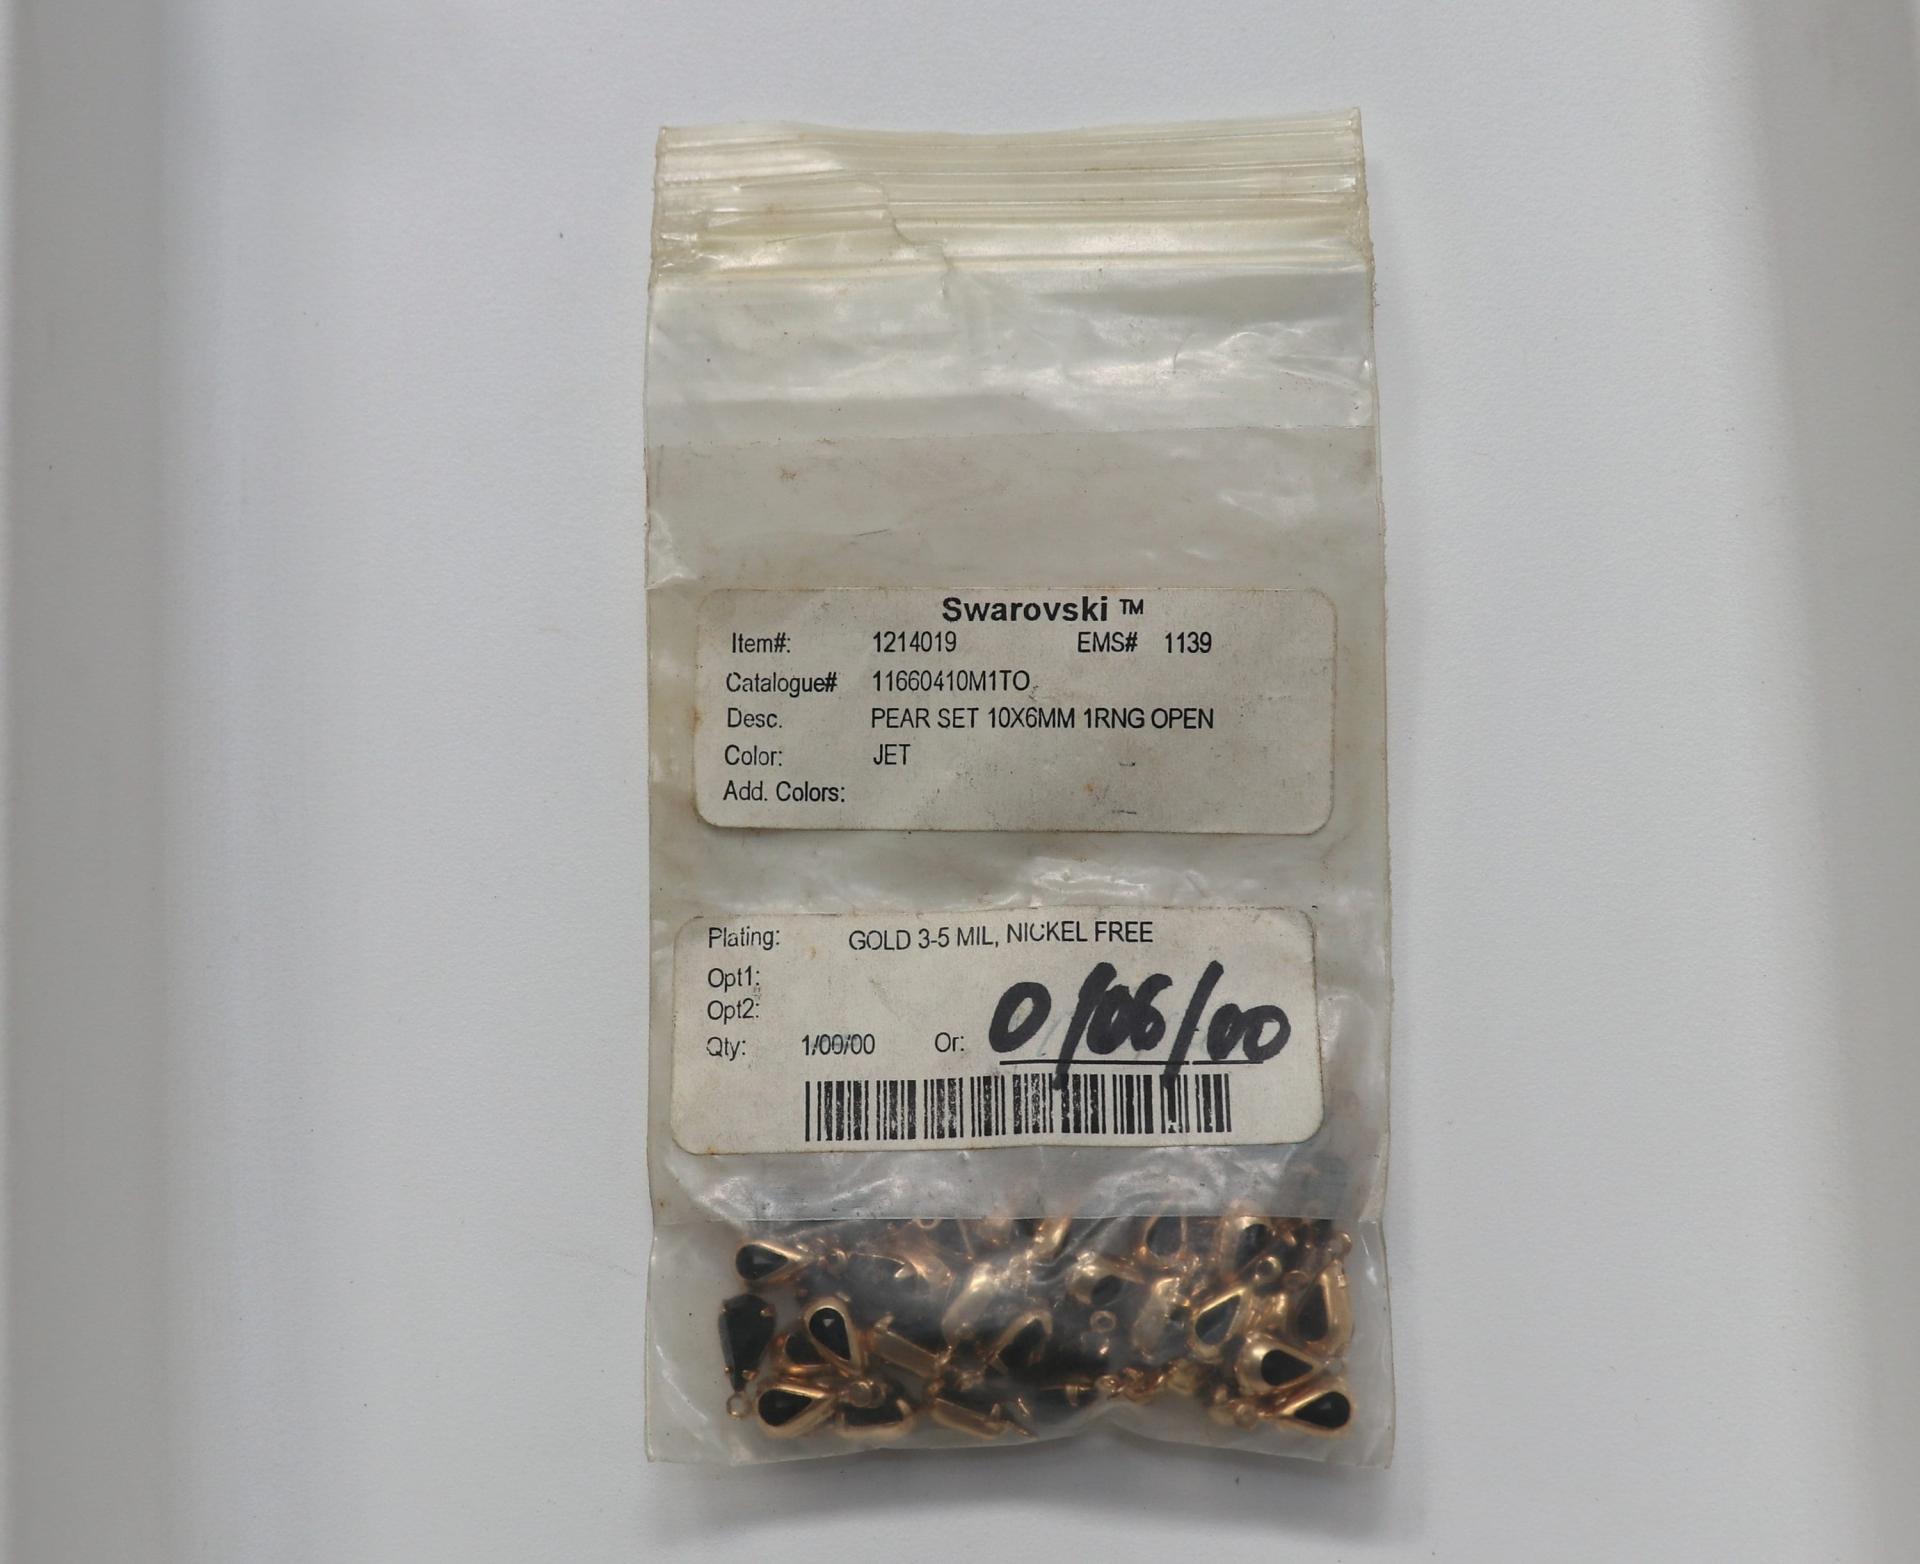 Swarovski ™
Item#: 1214019 EMS# 1139
Catalogue# 11660410M1TO
Desc. PEAR SET 10X6MM 1RNG OPEN
Color: JET
Add. Colors:
Plating: GOLD 3-5 MIL, NICKEL FREE
Opt1:
Opt2:
Qty: 1/00/00 Or: 0/06/00